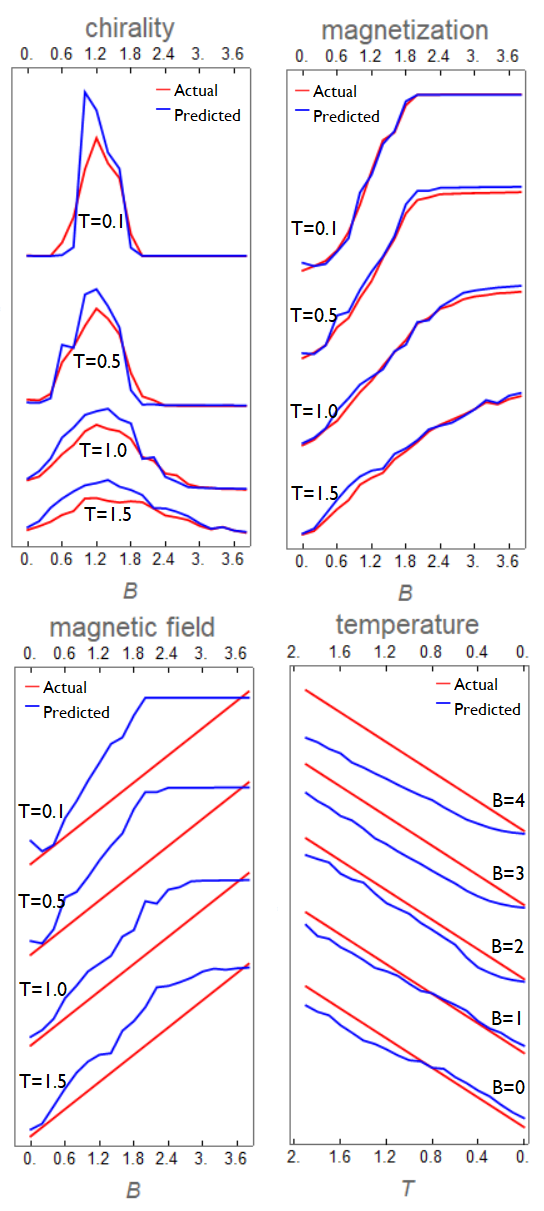 chirality
0. 0.6 1.2 1.8 2.4 3. 3.6
Actual
Predicted
T=0.1
T=0.5
T=1.0
T=1.5
0. 0.6 1.2 1.8 2.4 3. 3.6
B
magnetization
0. 0.6 1.2 1.8 2.4 3. 3.6
Actual
Predicted
T=0.1
T=0.5
T=1.0
T=1.5
0. 0.6 1.2 1.8 2.4 3. 3.6
B
magnetic field
0. 0.6 1.2 1.8 2.4 3. 3.6
Actual
Predicted
T=0.1
T=0.5
T=1.0
T=1.5
0. 0.6 1.2 1.8 2.4 3. 3.6
B
temperature
2. 1.6 1.2 0.8 0.4 0.
Actual
Predicted
B=4
B=3
B=2
B=1
B=0
2. 1.6 1.2 0.8 0.4 0.
T